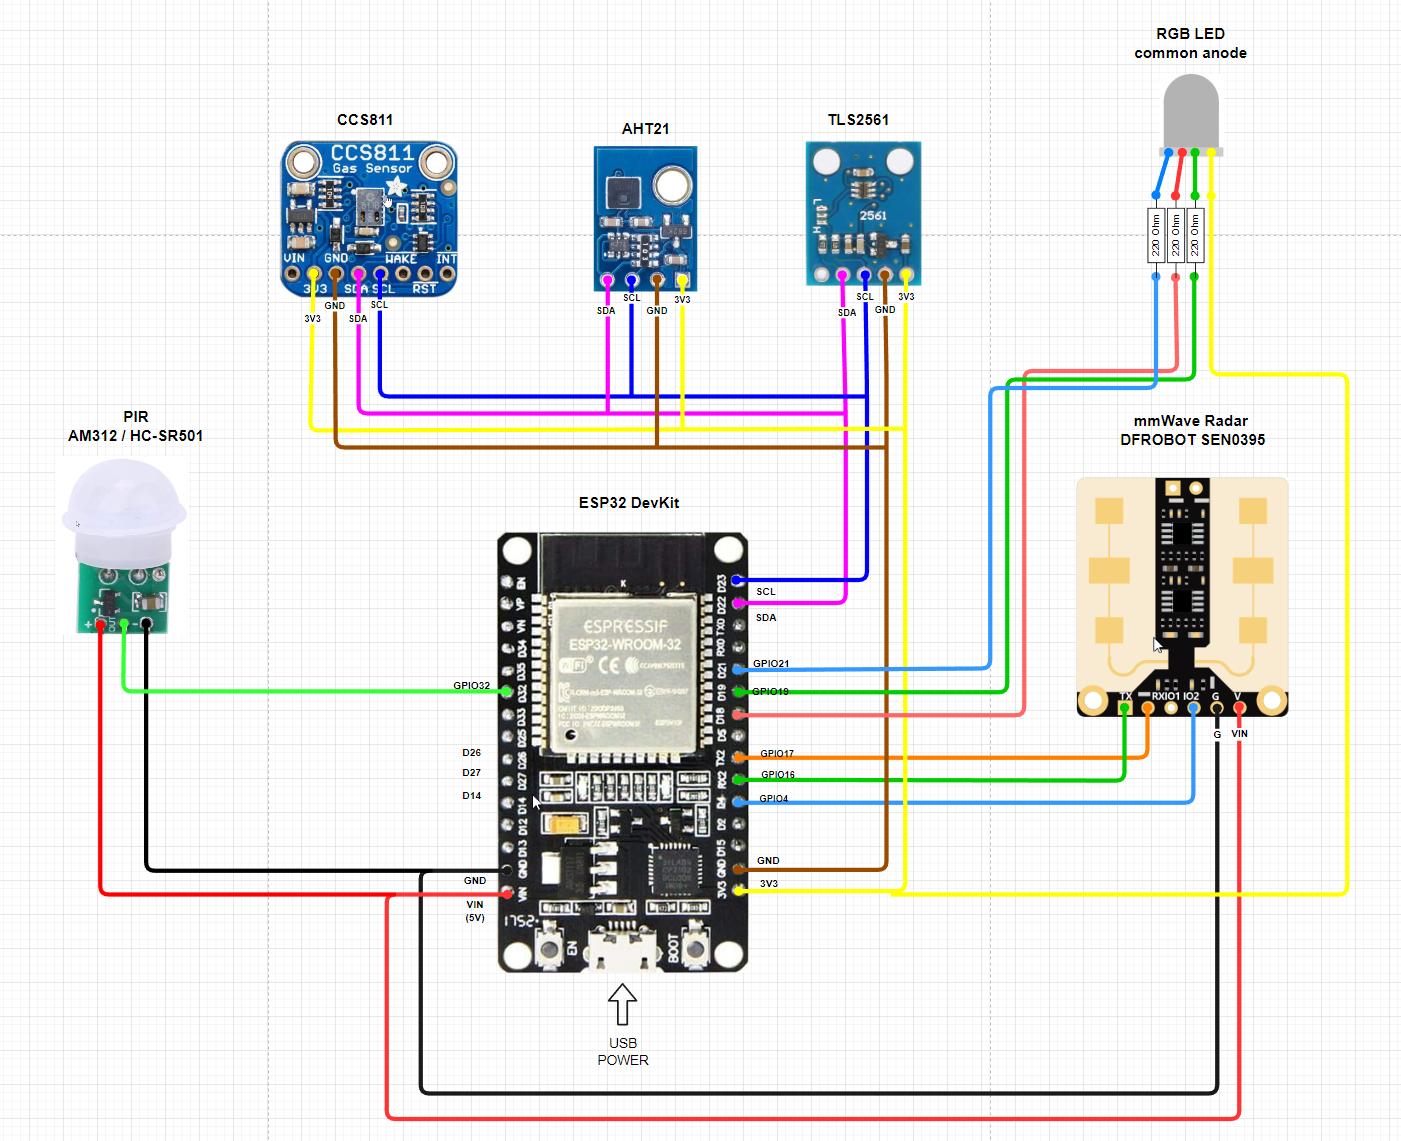 RGB LED
common anode
CCS811
AHT21
TLS2561
CCS811
Gas Sensor
VIN
GND
WAKE
INT
3V3
SDA
SCL
RST
GND
SCL
3V3
SDA
SDA
SCL
GND
3V3
L
H
2561
SDA
SCL
GND
3V3
220 Ohm
220 Ohm
220 Ohm
PIR
AM312 / HC-SR501
+
-
mmWave Radar
DFROBOT SEN0395
TX
RX
IO1
IO2
G
V
G
VIN
ESP32 DevKit
EN
VP
VN
D34
D35
D32
D33
D25
D26
D27
D14
D12
D13
GND
VIN
D23
D22
TX0
RX0
D21
D19
D18
D5
TX2
RX2
D4
D2
D15
GND
3V3
ESPRESSIF
ESP32-WROOM-32
WiFi
CE
SCL
SDA
GPIO21
GPIO19
GPIO17
GPIO16
GPIO4
GND
3V3
GPIO32
D26
D27
D14
GND
VIN
(5V)
1752
EN
BOOT
USB
POWER